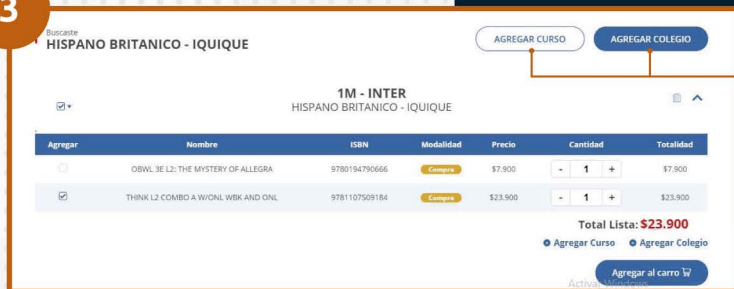 3
Buscaste
HISPANO BRITANICO - IQUIQUE
AGREGAR CURSO
AGREGAR COLEGIO
1M - INTER
HISPANO BRITANICO - IQUIQUE
Agregar Nombre ISBN Modalidad Precio Cantidad Totalidad
OBWL 3E L2: THE MYSTERY OF ALLEGRA 9780194790666 Compra $7.900 - 1 + $7.900
THINK L2 COMBO A W/ONL WBK AND ONL 9781107509184 Compra $23.900 - 1 + $23.900
Total Lista: $23.900
Agregar Curso Agregar Colegio
Agregar al carro
Activar Windows